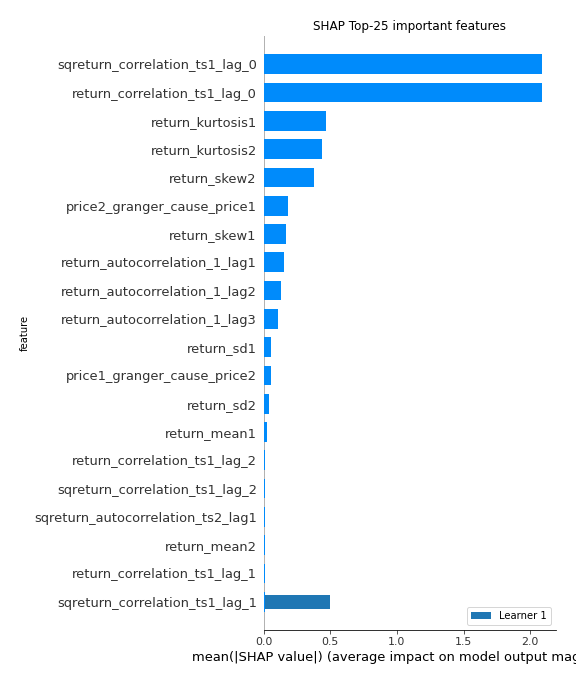 SHAP Top-25 important features
sqreturn_correlation_ts1_lag_0
return_correlation_ts1_lag_0
return_kurtosis1
return_kurtosis2
return_skew2
price2_granger_cause_price1
return_skew1
return_autocorrelation_1_lag1
return_autocorrelation_1_lag2
return_autocorrelation_1_lag3
return_sd1
price1_granger_cause_price2
return_sd2
return_mean1
return_correlation_ts1_lag_2
sqreturn_correlation_ts1_lag_2
sqreturn_autocorrelation_ts2_lag1
return_mean2
return_correlation_ts1_lag_1
sqreturn_correlation_ts1_lag_1
feature
Learner 1
0.0 0.5 1.0 1.5 2.0
mean(|SHAP value|) (average impact on model output mag